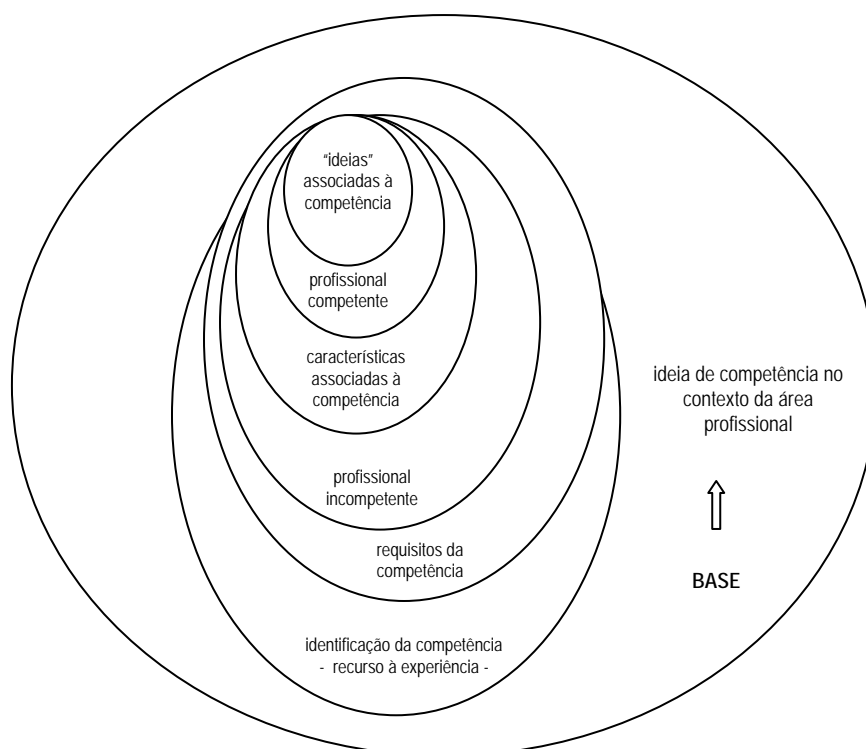 "ideias"
associadas à
competência
profissional
competente
características
associadas à
competência
profissional
incompetente
requisitos da
competência
identificação da competência
- recurso à experiência -
ideia de competência no
contexto da área
profissional
BASE